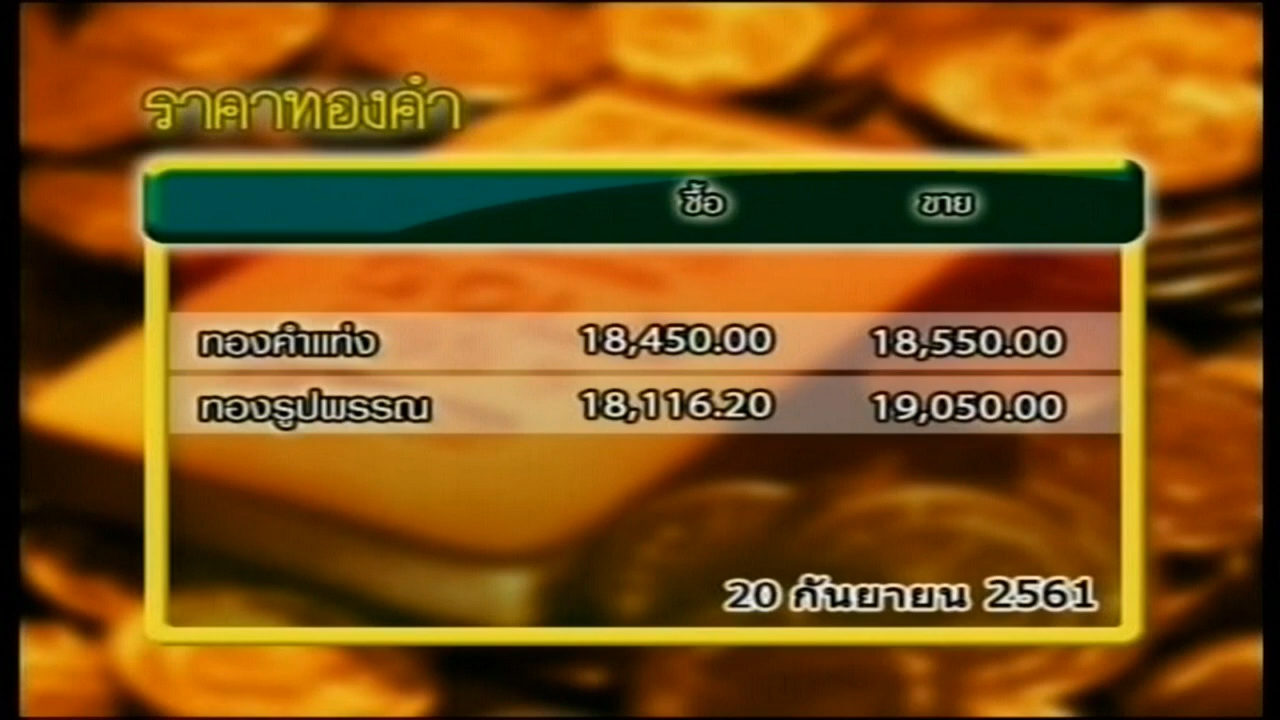 ราคาทองคำ
ซื้อ ขาย
ทองคำแท่ง 18,450.00 18,550.00
ทองรูปพรรณ 18,116.20 19,050.00
20 กันยายน 2561